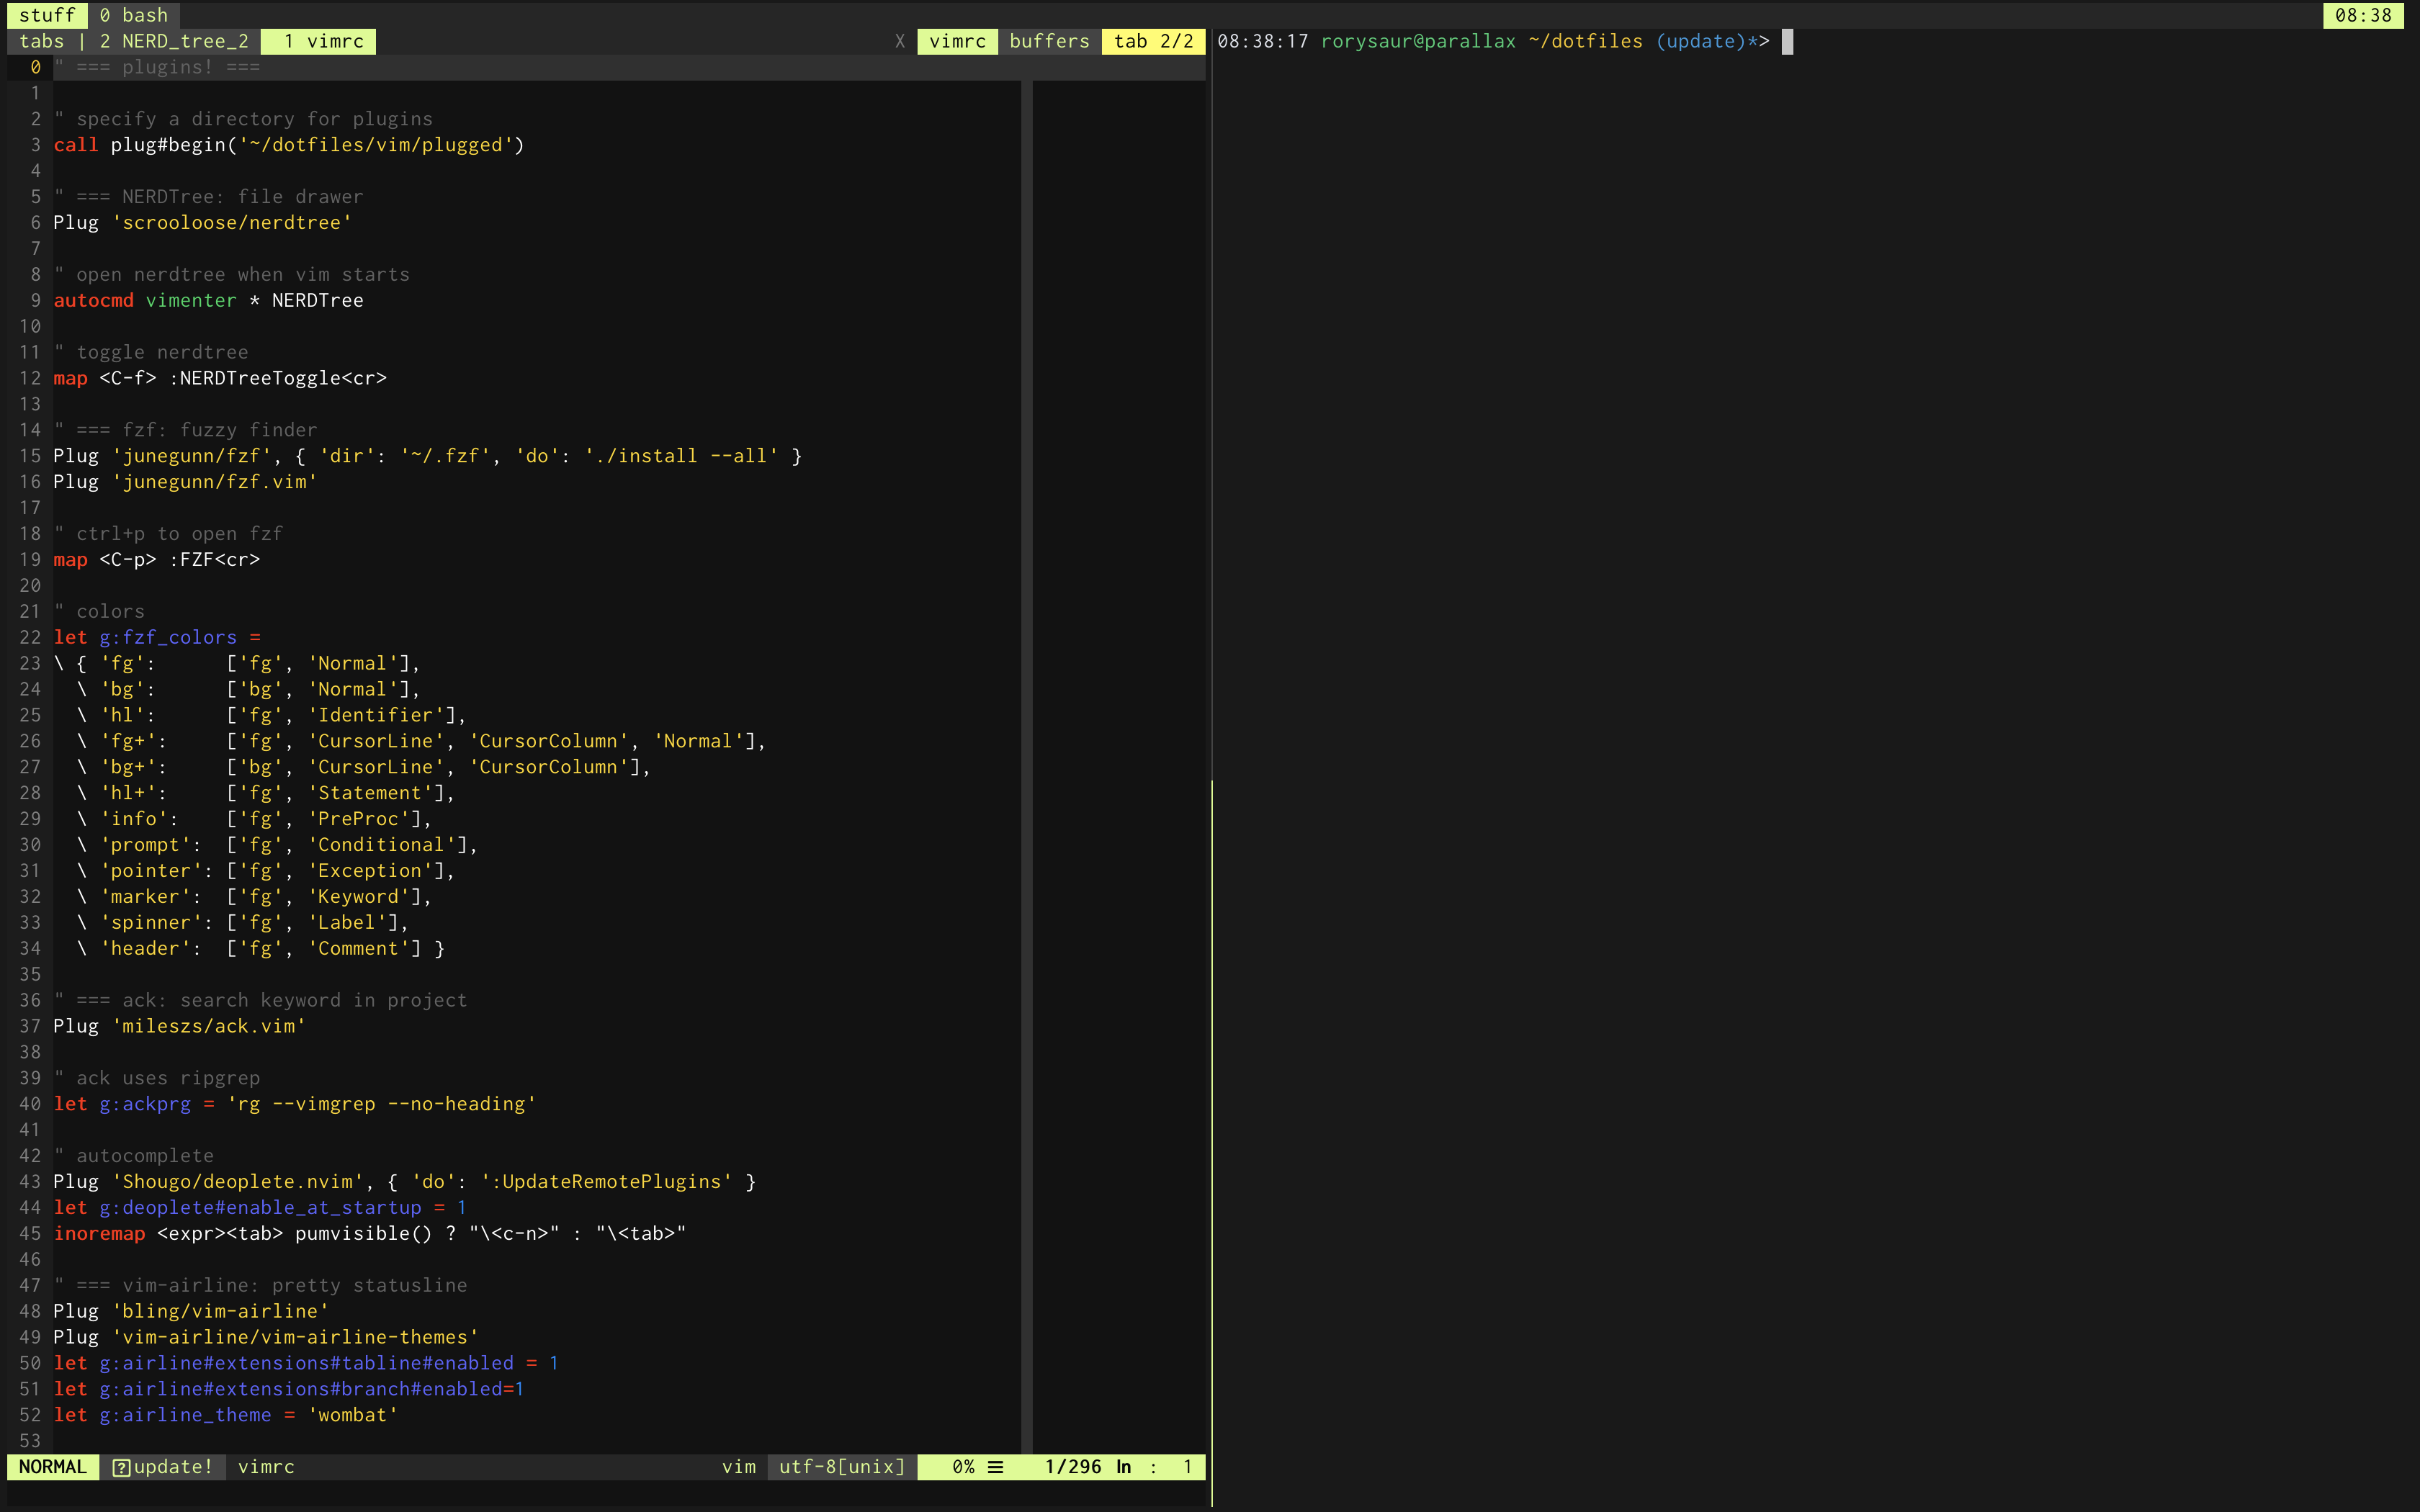 stuff 0 bash 08:38
tabs | 2 NERD_tree_2 1 vimrc X vimrc buffers tab 2/2
0 " === plugins! ===
1
2 " specify a directory for plugins
3 call plug#begin('~/dotfiles/vim/plugged')
4
5 " === NERDTree: file drawer
6 Plug 'scrooloose/nerdtree'
7
8 " open nerdtree when vim starts
9 autocmd vimenter * NERDTree
10
11 " toggle nerdtree
12 map <C-f> :NERDTreeToggle<cr>
13
14 " === fzf: fuzzy finder
15 Plug 'junegunn/fzf', { 'dir': '~/.fzf', 'do': './install --all' }
16 Plug 'junegunn/fzf.vim'
17
18 " ctrl+p to open fzf
19 map <C-p> :FZF<cr>
20
21 " colors
22 let g:fzf_colors =
23 \ { 'fg':      ['fg', 'Normal'],
24   \ 'bg':      ['bg', 'Normal'],
25   \ 'hl':      ['fg', 'Identifier'],
26   \ 'fg+':     ['fg', 'CursorLine', 'CursorColumn', 'Normal'],
27   \ 'bg+':     ['bg', 'CursorLine', 'CursorColumn'],
28   \ 'hl+':     ['fg', 'Statement'],
29   \ 'info':    ['fg', 'PreProc'],
30   \ 'prompt':  ['fg', 'Conditional'],
31   \ 'pointer': ['fg', 'Exception'],
32   \ 'marker':  ['fg', 'Keyword'],
33   \ 'spinner': ['fg', 'Label'],
34   \ 'header':  ['fg', 'Comment'] }
35
36 " === ack: search keyword in project
37 Plug 'mileszs/ack.vim'
38
39 " ack uses ripgrep
40 let g:ackprg = 'rg --vimgrep --no-heading'
41
42 " autocomplete
43 Plug 'Shougo/deoplete.nvim', { 'do': ':UpdateRemotePlugins' }
44 let g:deoplete#enable_at_startup = 1
45 inoremap <expr><tab> pumvisible() ? "\<c-n>" : "\<tab>"
46
47 " === vim-airline: pretty statusline
48 Plug 'bling/vim-airline'
49 Plug 'vim-airline/vim-airline-themes'
50 let g:airline#extensions#tabline#enabled = 1
51 let g:airline#extensions#branch#enabled=1
52 let g:airline_theme = 'wombat'
53
NORMAL ?update! vimrc vim utf-8[unix] 0% ☰ 1/296 ln : 1
08:38:17 rorysaur@parallax ~/dotfiles (update)*>